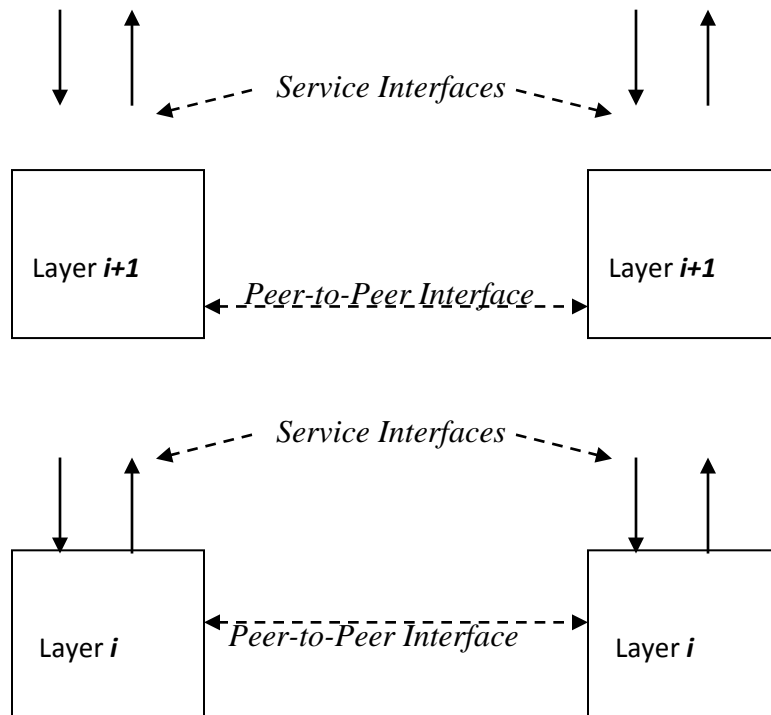 Service Interfaces
Layer i+1
Layer i+1
Peer-to-Peer Interface
Service Interfaces
Peer-to-Peer Interface
Layer i
Layer i